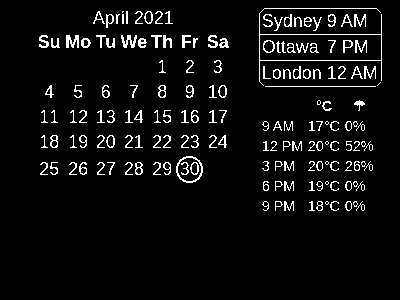 April 2021
Su Mo Tu We Th Fr Sa
1 2 3
4 5 6 7 8 9 10
11 12 13 14 15 16 17
18 19 20 21 22 23 24
25 26 27 28 29 30
Sydney 9 AM
Ottawa 7 PM
London 12 AM
°C ☂
9 AM 17°C 0%
12 PM 20°C 52%
3 PM 20°C 26%
6 PM 19°C 0%
9 PM 18°C 0%